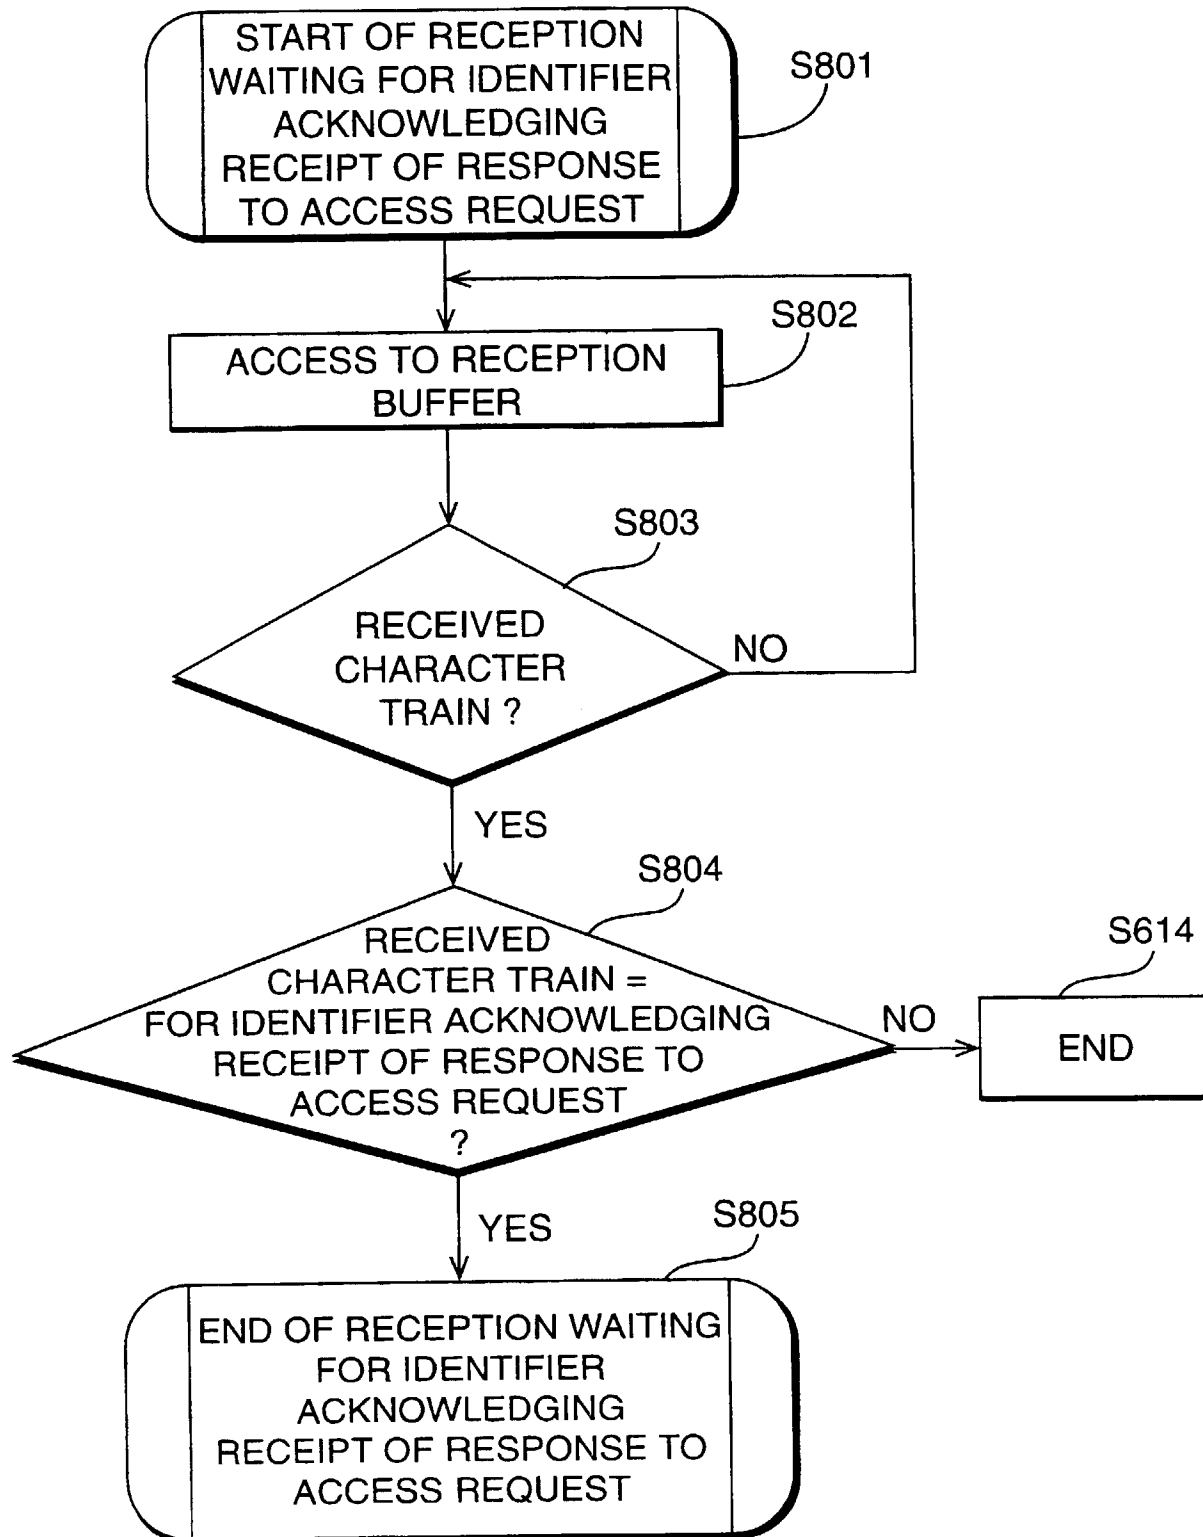 START OF RECEPTION
WAITING FOR IDENTIFIER
ACKNOWLEDGING
RECEIPT OF RESPONSE
TO ACCESS REQUEST
S801
S802
ACCESS TO RECEPTION
BUFFER
S803
RECEIVED
CHARACTER
TRAIN ?
NO
YES
S804
RECEIVED
CHARACTER TRAIN =
FOR IDENTIFIER ACKNOWLEDGING
RECEIPT OF RESPONSE TO
ACCESS REQUEST
?
NO
S614
END
YES
S805
END OF RECEPTION WAITING
FOR IDENTIFIER
ACKNOWLEDGING
RECEIPT OF RESPONSE TO
ACCESS REQUEST